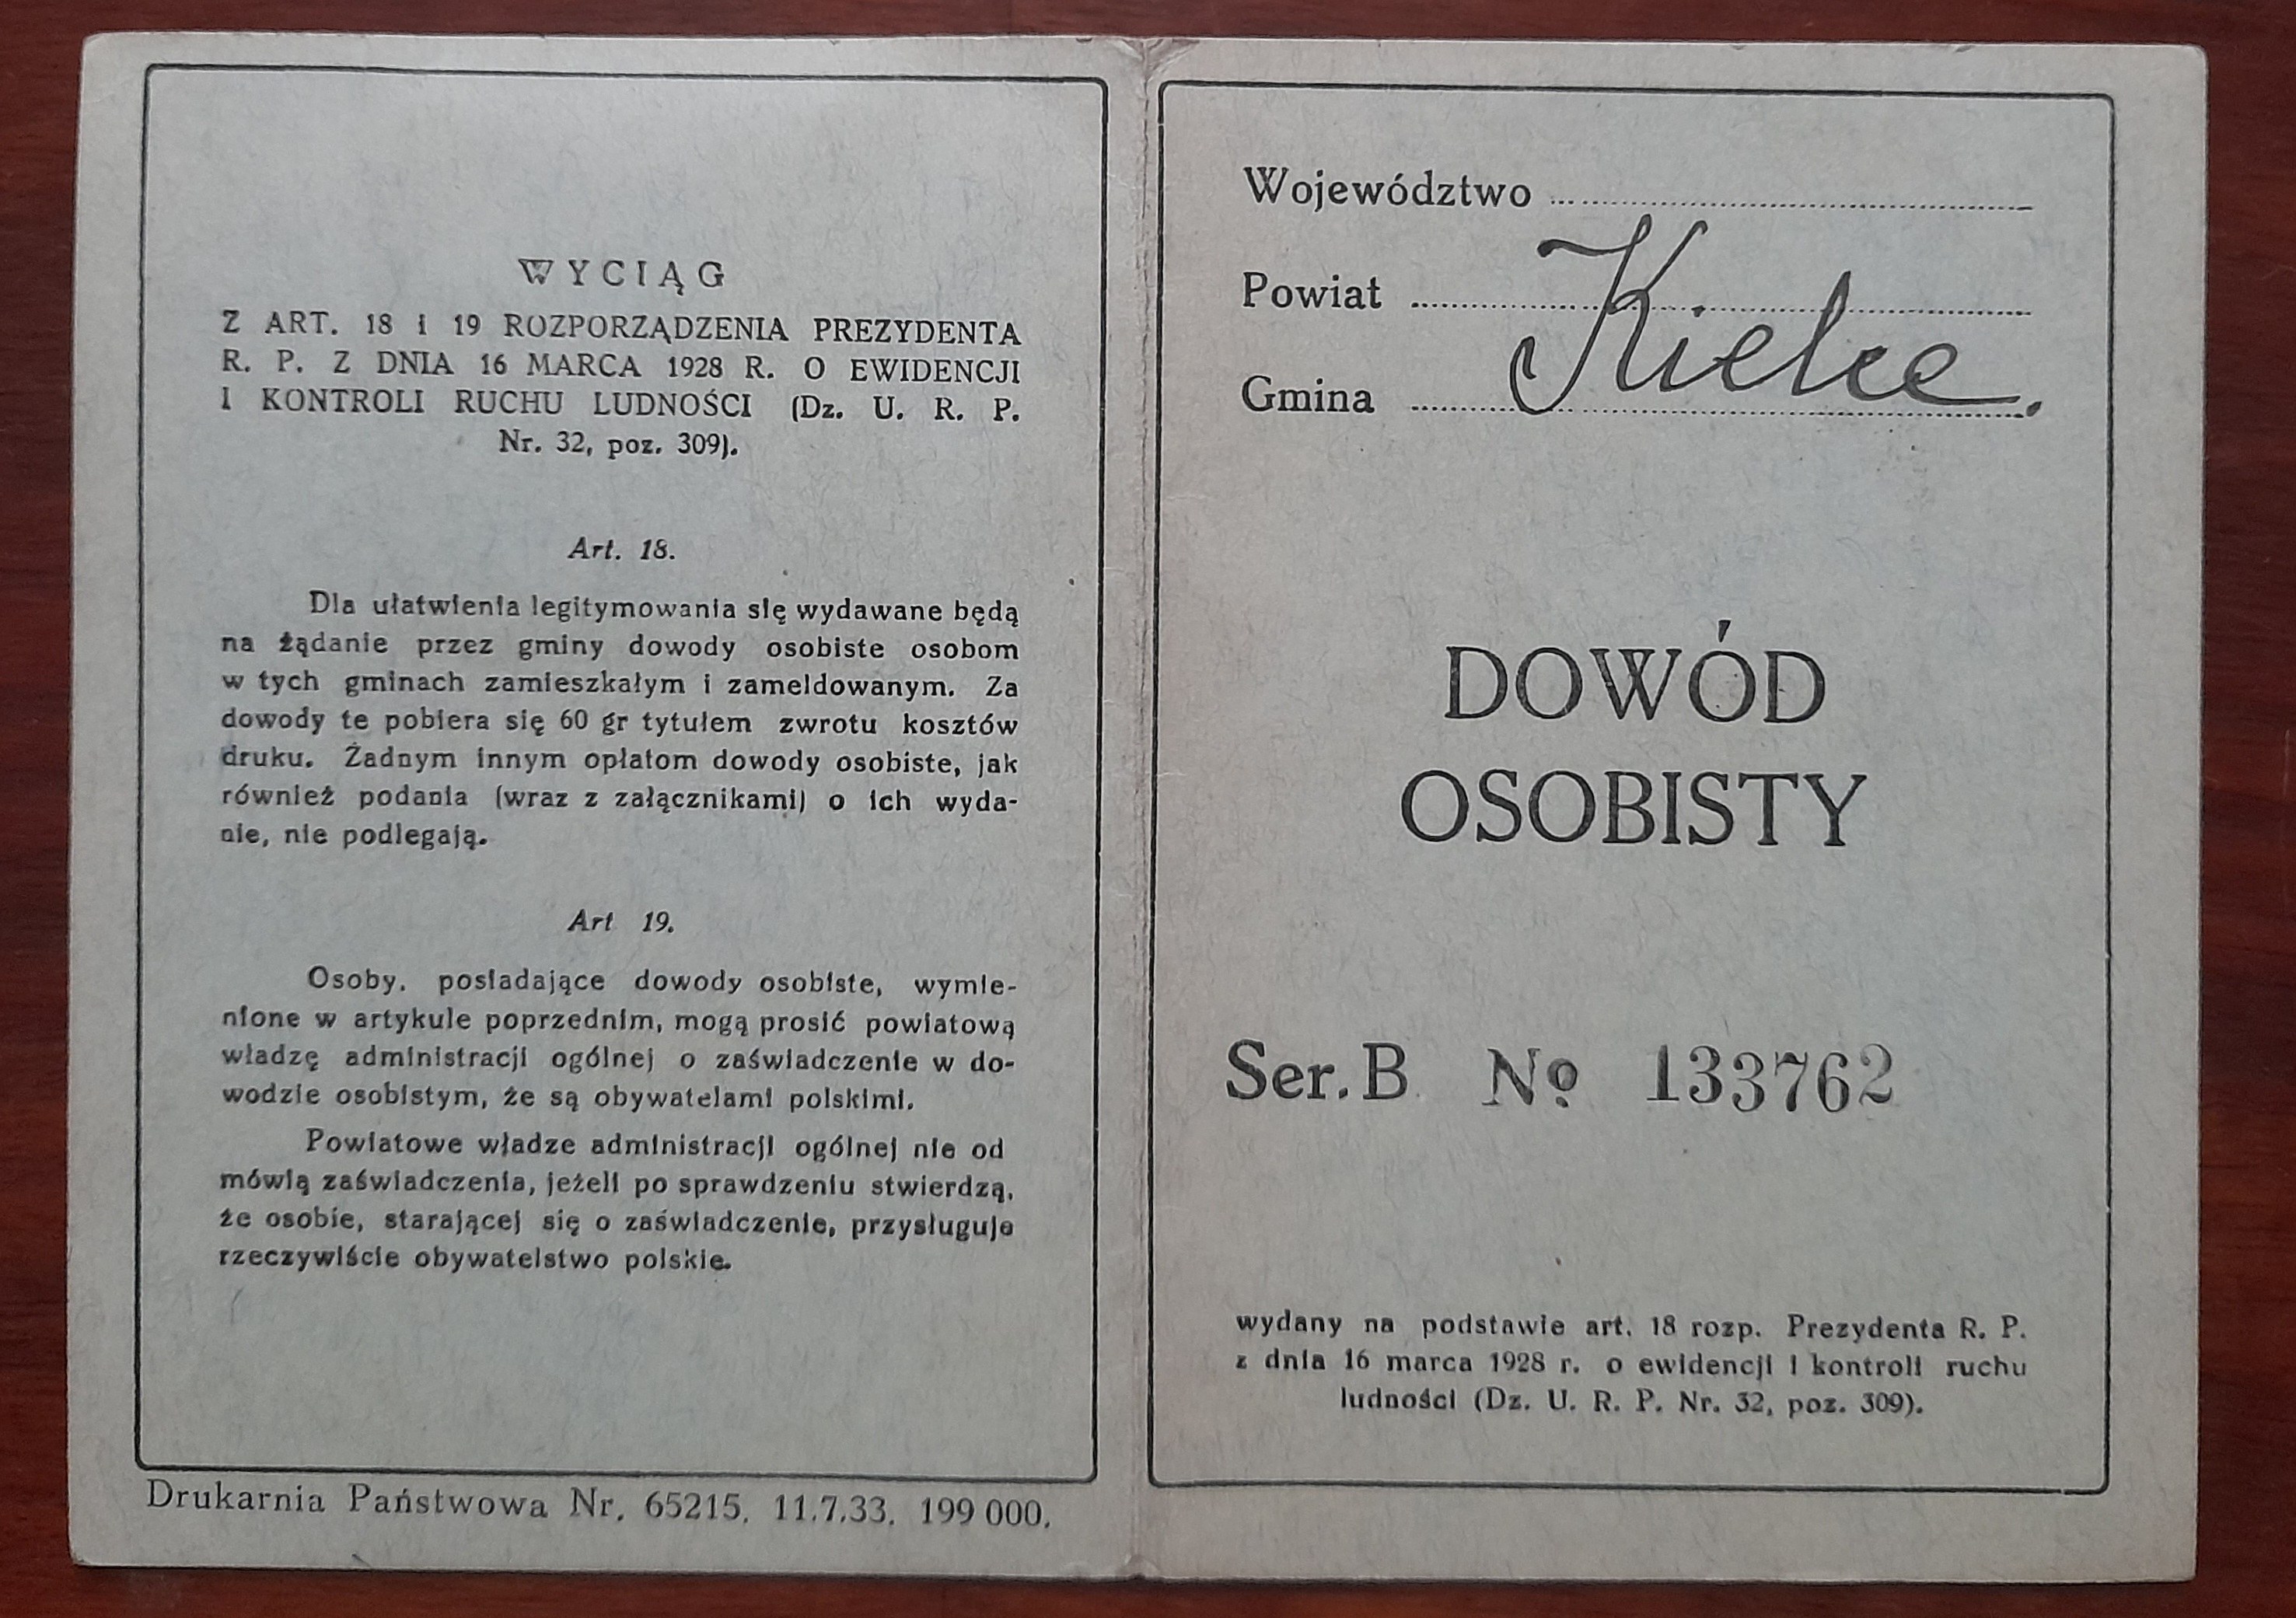 WYCIĄG
Z ART. 18 i 19 ROZPORZĄDZENIA PREZYDENTA
R. P. Z DNIA 16 MARCA 1928 R. O EWIDENCJI
I KONTROLI RUCHU LUDNOŚCI (Dz. U. R. P.
Nr. 32, poz. 309).
Art. 18.
Dla ułatwienia legitymowania się wydawane będą
na żądanie przez gminy dowody osobiste osobom
w tych gminach zamieszkałym i zameldowanym. Za
dowody te pobiera się 60 gr tytułem zwrotu kosztów
druku. Żadnym innym opłatom dowody osobiste, jak
również podania (wraz z załącznikami) o ich wyda-
nie, nie podlegają.
Art 19.
Osoby, posiadające dowody osobiste, wymie-
nione w artykule poprzednim, mogą prosić powiatową
władzę administracji ogólnej o zaświadczenie w do-
wodzie osobistym, że są obywatelami polskimi.
Powiatowe władze administracji ogólnej nie od
mówią zaświadczenia, jeżeli po sprawdzeniu stwierdzą,
że osobie, starającej się o zaświadczenie, przysługuje
rzeczywiście obywatelstwo polskie.
Drukarnia Państwowa Nr. 65215. 11.7.33. 199 000.
Województwo
Powiat
Kielce.
Gmina
DOWÓD
OSOBISTY
Ser. B No 133762
wydany na podstawie art. 18 rozp. Prezydenta R. P.
z dnia 16 marca 1928 r. o ewidencji i kontroli ruchu
ludności (Dz. U. R. P. Nr. 32, poz. 309).